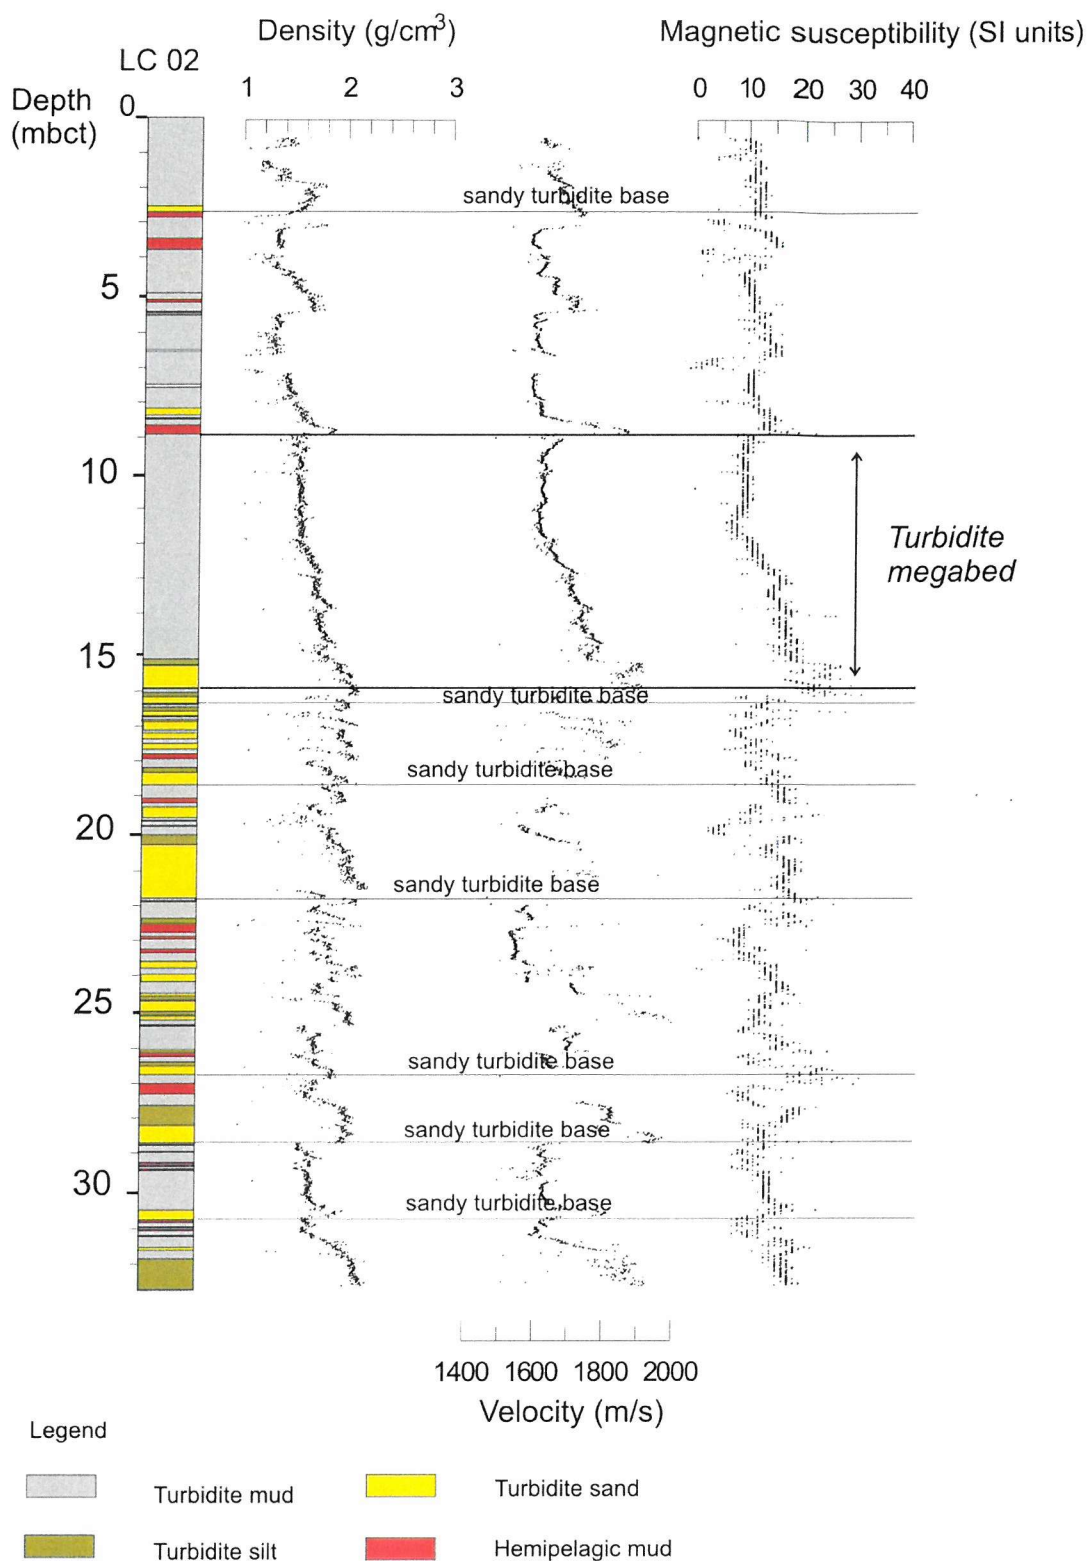 Density (g/cm³)
Magnetic susceptibility (SI units)
LC 02
1 2 3
0 10 20 30 40
Depth
(mbct)
0
sandy turbidite base
5
10
Turbidite
megabed
15
sandy turbidite base
sandy turbidite base
20
sandy turbidite base
25
sandy turbidite base
sandy turbidite base
30
sandy turbidite base
1400 1600 1800 2000
Velocity (m/s)
Legend
Turbidite mud
Turbidite sand
Turbidite silt
Hemipelagic mud